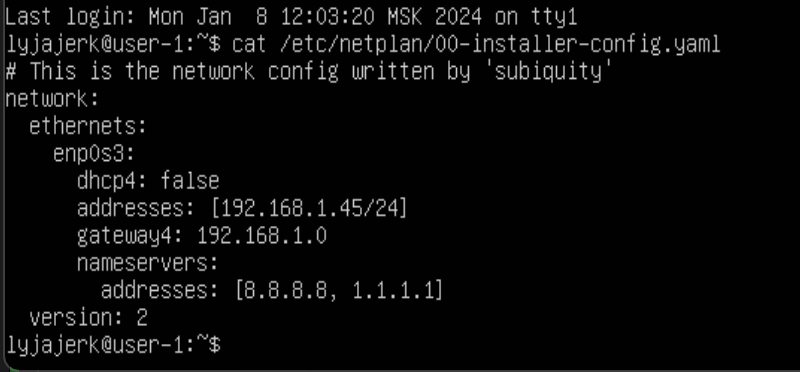 Last login: Mon Jan  8 12:03:20 MSK 2024 on tty1
lyjajerk@user-1:~$ cat /etc/netplan/00-installer-config.yaml
# This is the network config written by 'subiquity'
network:
  ethernets:
    enp0s3:
      dhcp4: false
      addresses: [192.168.1.45/24]
      gateway4: 192.168.1.0
      nameservers:
        addresses: [8.8.8.8, 1.1.1.1]
  version: 2
lyjajerk@user-1:~$